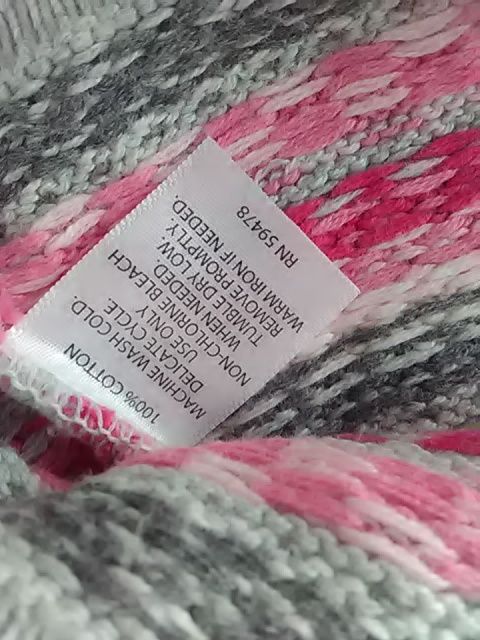 100% COTTON
MACHINE WASH COLD.
DELICATE CYCLE.
USE ONLY
NON-CHLORINE BLEACH
WHEN NEEDED.
TUMBLE DRY LOW.
REMOVE PROMPTLY.
WARM IRON IF NEEDED.
RN 59478